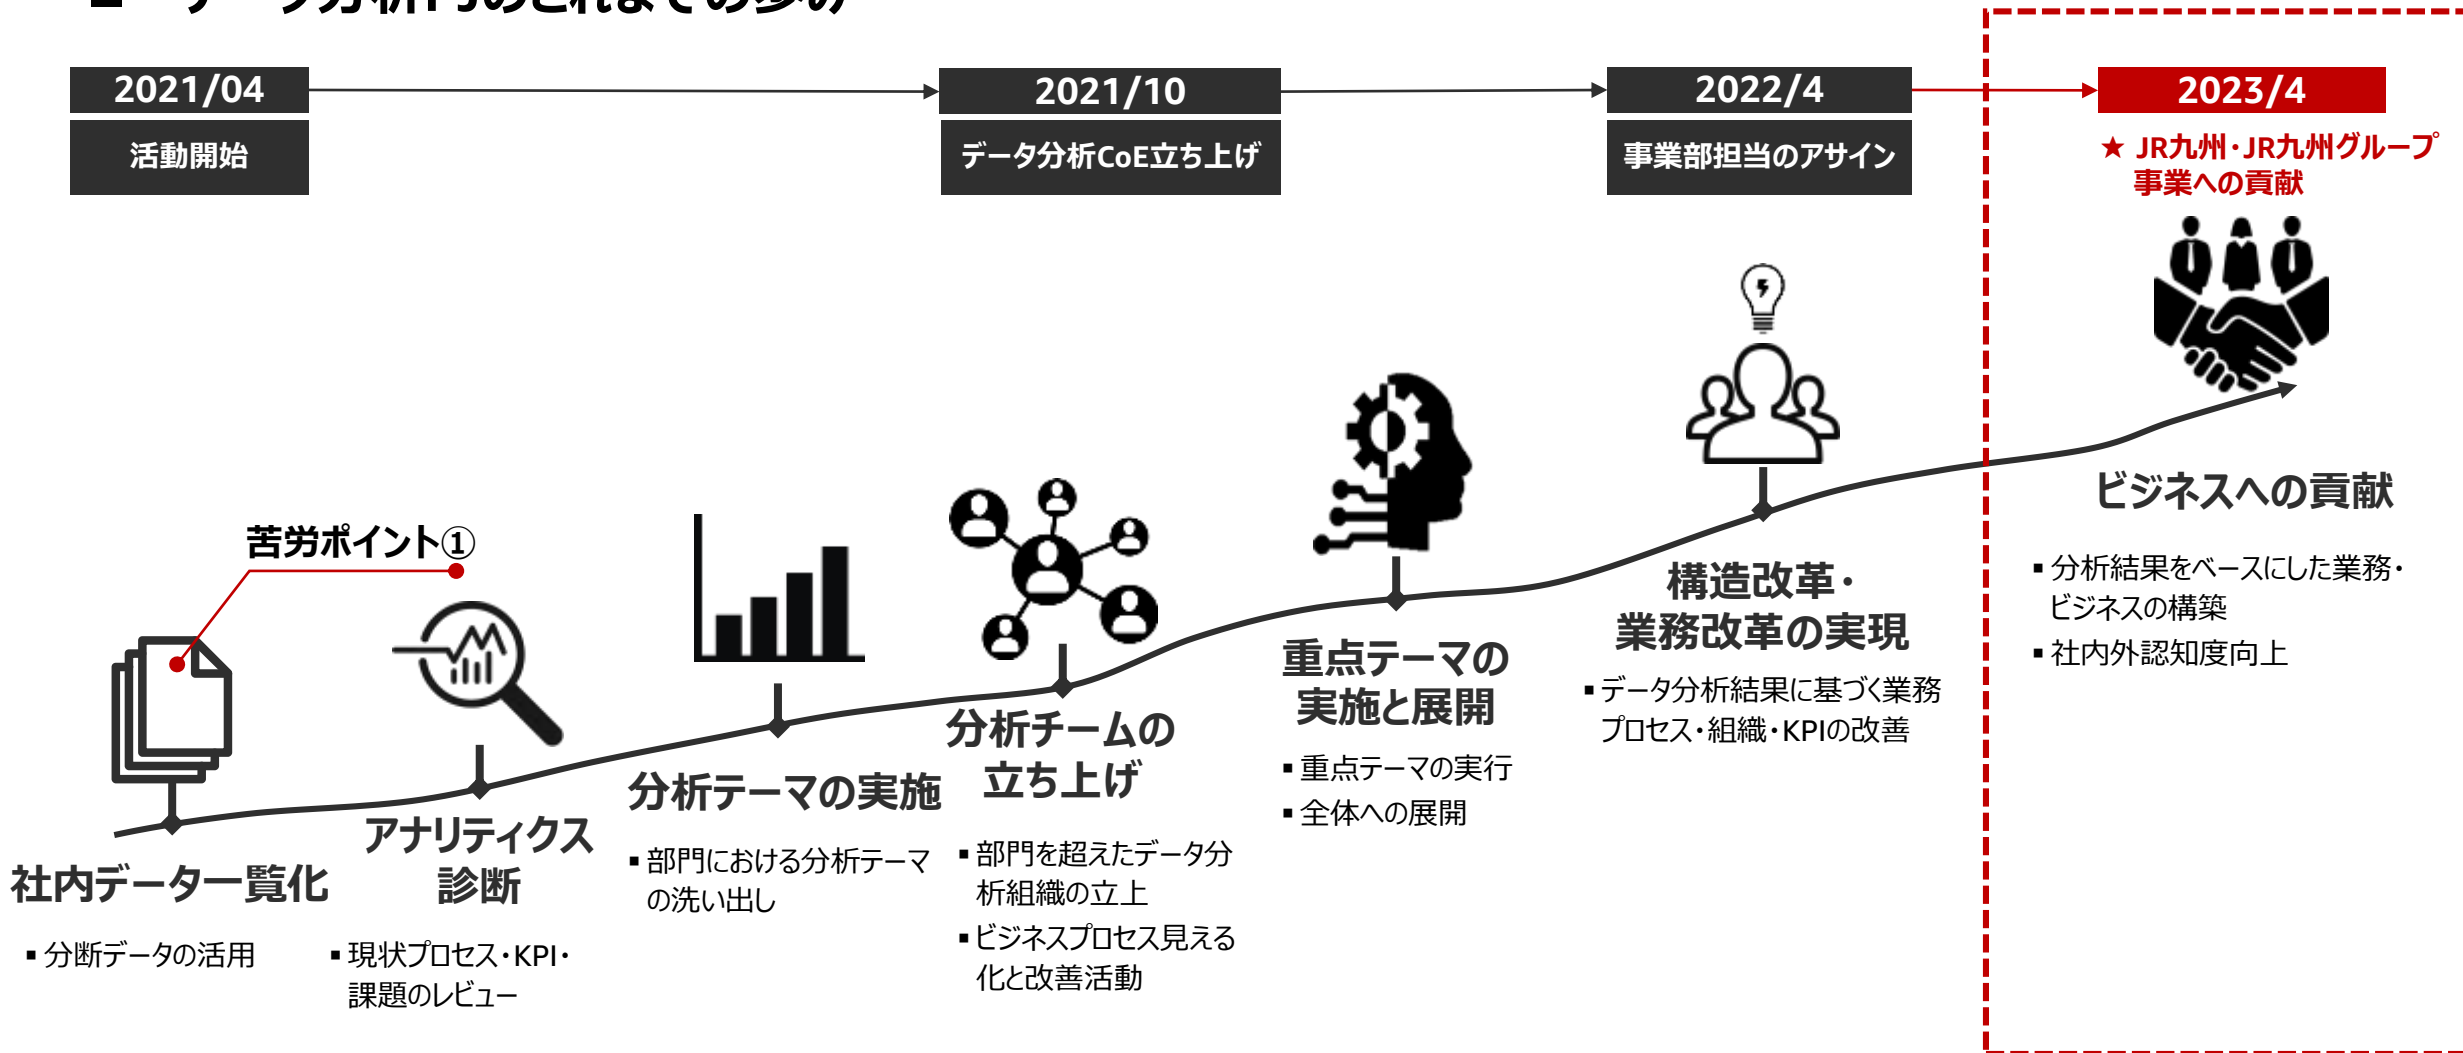 2021/04
活動開始
2021/10
データ分析CoE立ち上げ
2022/4
事業部担当のアサイン
2023/4
★ JR九州・JR九州グループ
事業への貢献
苦労ポイント①
社内データ一覧化
▪分断データの活用
アナリティクス
診断
▪現状プロセス・KPI・
課題のレビュー
分析テーマの実施
▪部門における分析テーマ
の洗い出し
分析チームの
立ち上げ
▪部門を超えたデータ分
析組織の立上
▪ビジネスプロセス見える
化と改善活動
重点テーマの
実施と展開
▪重点テーマの実行
▪全体への展開
構造改革・
業務改革の実現
▪データ分析結果に基づく業務
プロセス・組織・KPIの改善
ビジネスへの貢献
▪分析結果をベースにした業務・
ビジネスの構築
▪社内外認知度向上